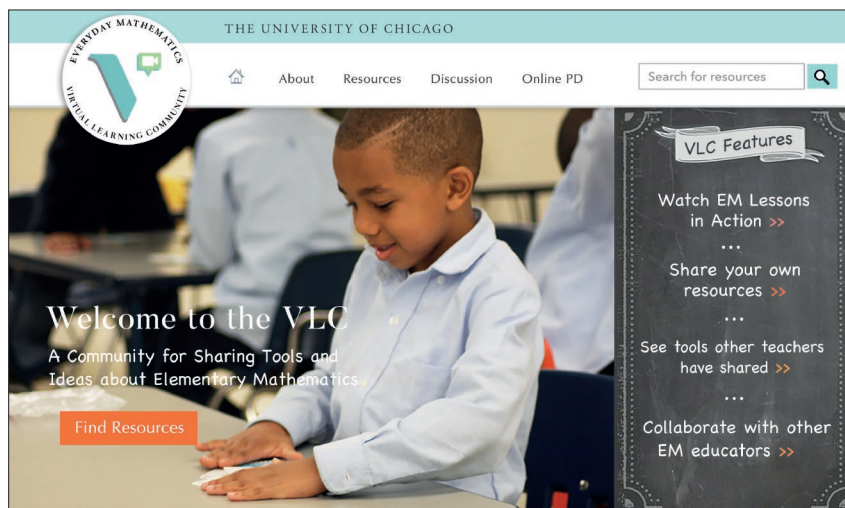 EVERYDAY MATHEMATICS
VIRTUAL LEARNING COMMUNITY
THE UNIVERSITY OF CHICAGO
About
Resources
Discussion
Online PD
Search for resources
Welcome to the VLC
A Community for Sharing Tools and
Ideas about Elementary Mathematics
Find Resources
VLC Features
Watch EM Lessons
in Action >>
...
Share your own
resources >>
...
See tools other teachers
have shared >>
...
Collaborate with other
EM educators >>